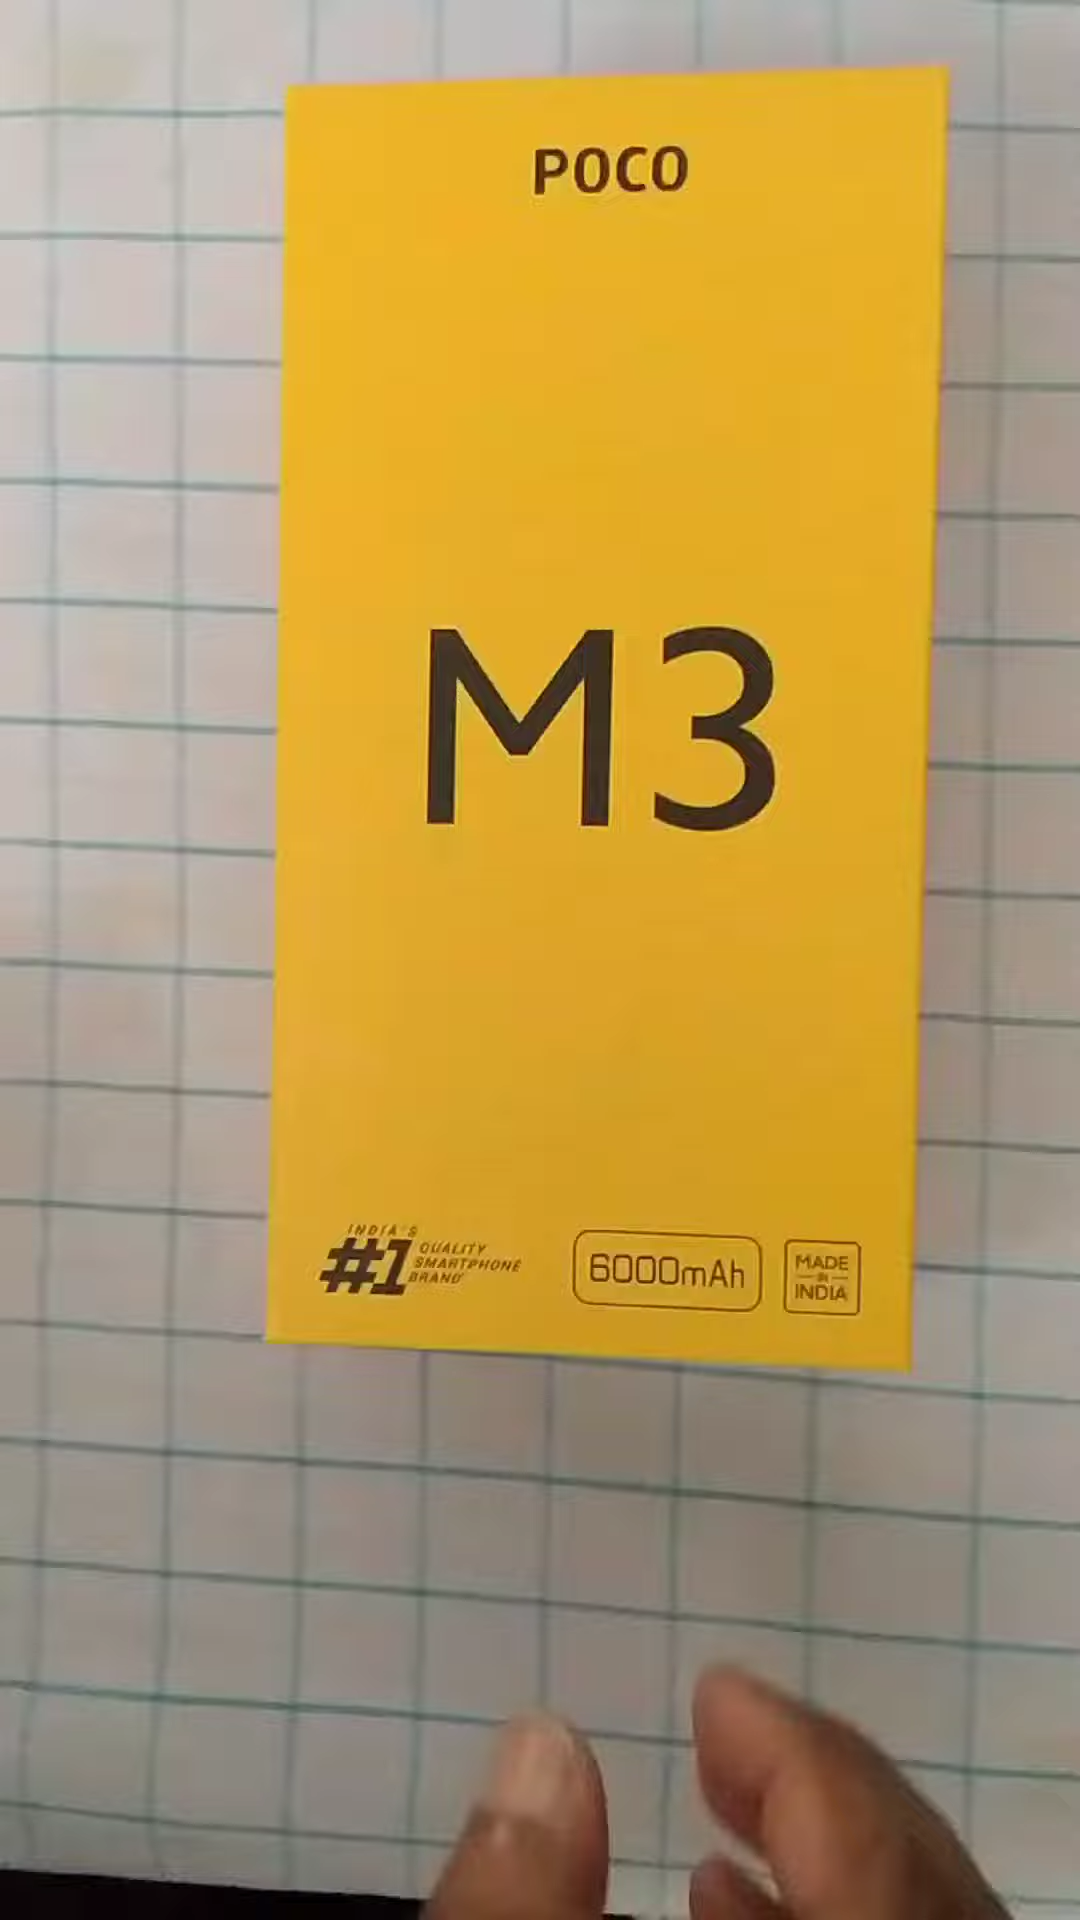 POCO
M3
INDIA'S
#1 QUALITY
SMARTPHONE
BRAND
6000mAh
MADE
IN
INDIA